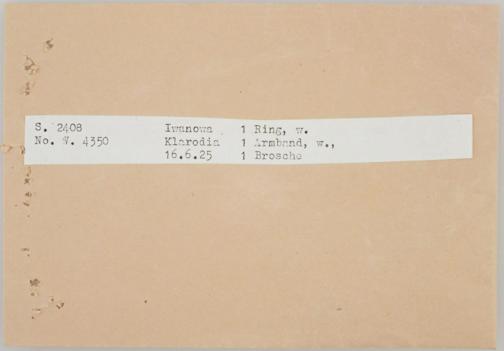 S. 2408 Iwanowa 1 Ring, w.
No. W. 4350 Klarodia 1 Armband, w.,
16.6.25 1 Brosche